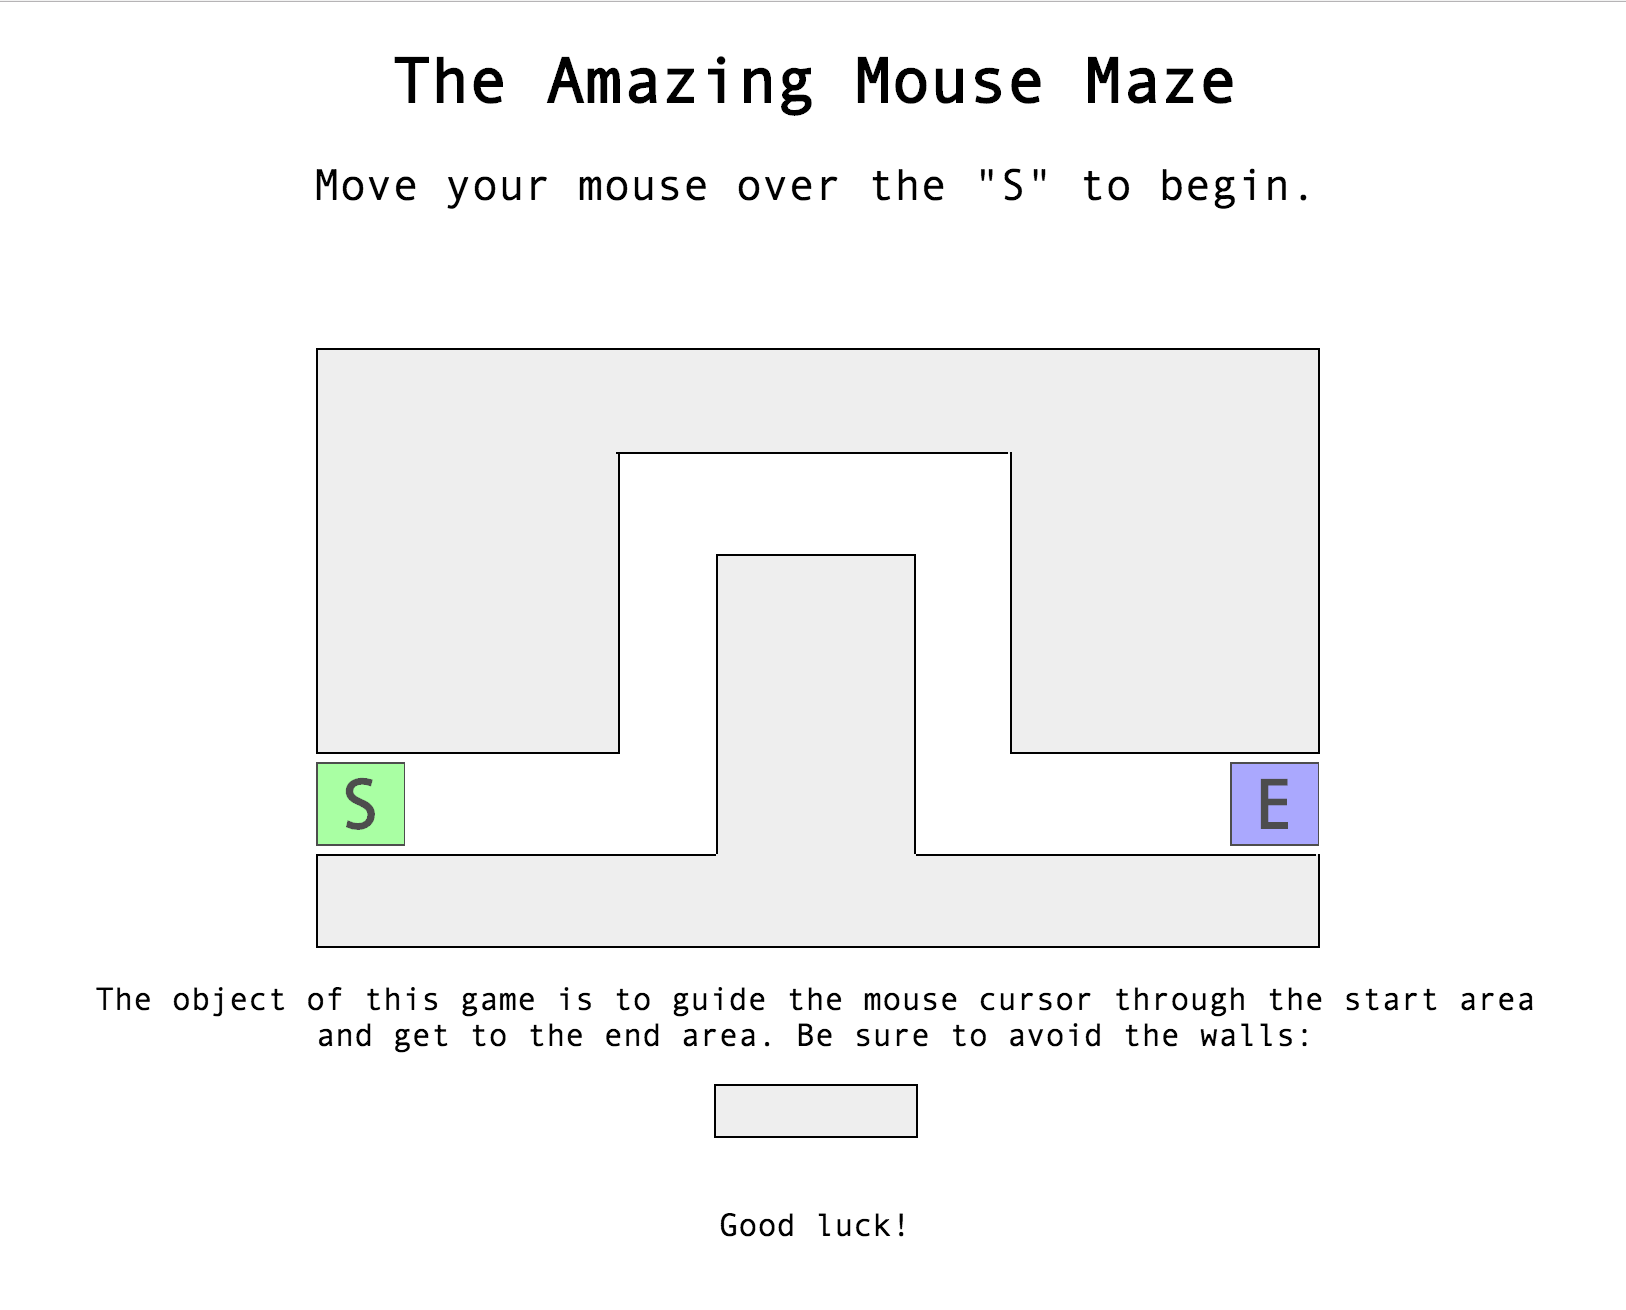 The Amazing Mouse Maze
Move your mouse over the "S" to begin.
S
E
The object of this game is to guide the mouse cursor through the start area
and get to the end area. Be sure to avoid the walls:
Good luck!